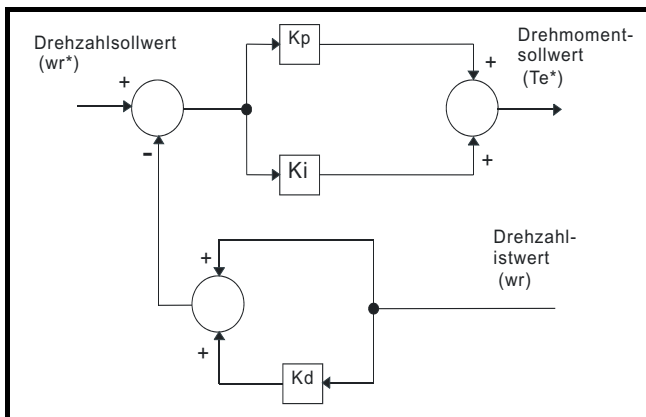 Drehzahlsollwert
(wr*)
+
-
Kp
Ki
+
+
Drehmoment-
sollwert
(Te*)
+
+
Kd
Drehzahl-
istwert
(wr)